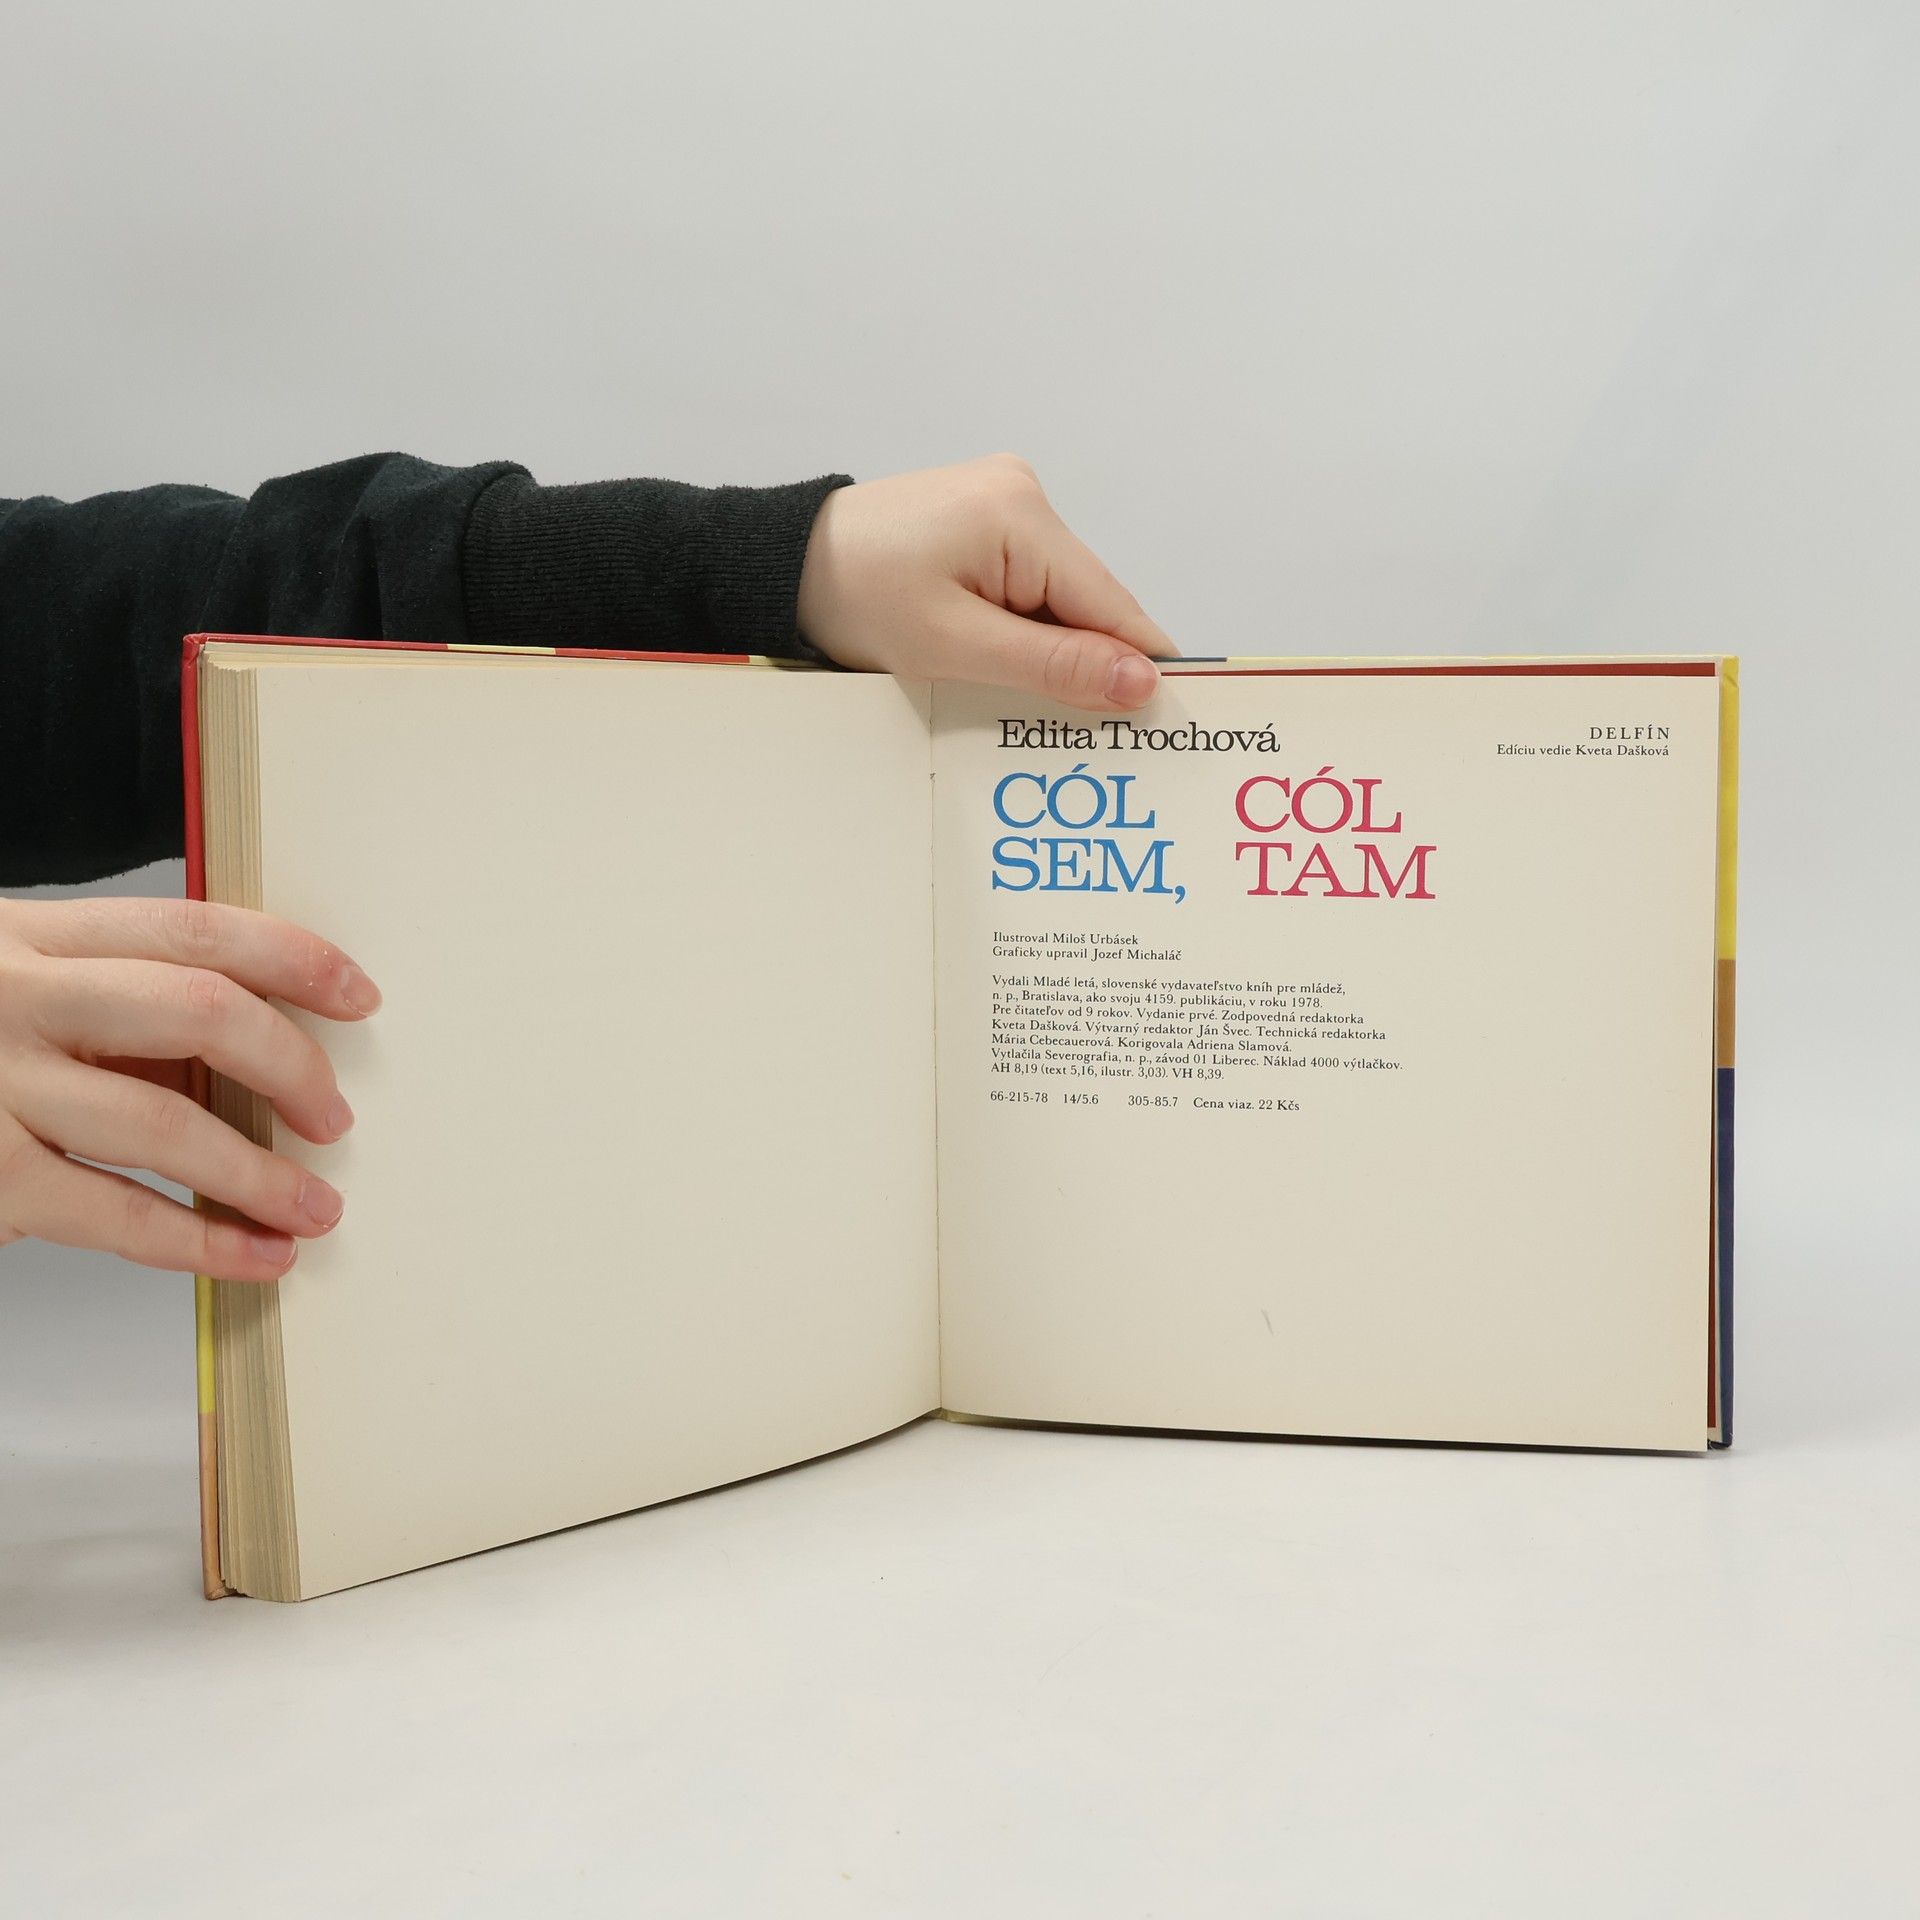 Edita Trochová
DELFÍN
Edíciu vedie Kveta Dašková
CÓL CÓL
SEM, TAM
Ilustroval Miloš Urbásek
Graficky upravil Jozef Michaláč
Vydali Mladé letá, slovenské vydavateľstvo kníh pre mládež,
n. p., Bratislava, ako svoju 4159. publikáciu, v roku 1978.
Pre čitateľov od 9 rokov. Vydanie prvé. Zodpovedná redaktorka
Kveta Dašková. Výtvarný redaktor Ján Švec. Technická redaktorka
Mária Cebecauerová. Korigovala Adriena Slamová.
Vytlačila Severografia, n. p., závod 01 Liberec. Náklad 4000 výtlačkov.
AH 8,19 (text 5,16, ilustr. 3,03). VH 8,39.
66-215-78 14/5.6 305-85.7 Cena viaz. 22 Kčs